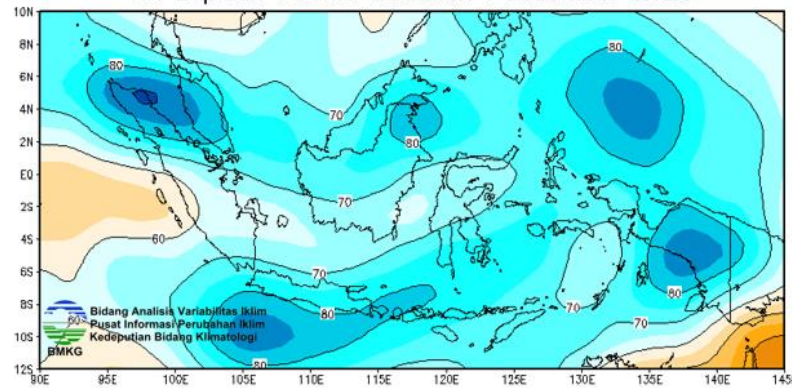 10N
8N
6N
4N
2N
EQ
2S
4S
6S
8S
10S
12S
80
80
70
80
70
60
70
80
80
70
70
60
80
Bidang Analisis Variabilitas Iklim
Pusat Informasi Perubahan Iklim
Kedeputian Bidang Klimatologi
BMKG
90E 95E 100E 105E 110E 115E 120E 125E 130E 135E 140E 145